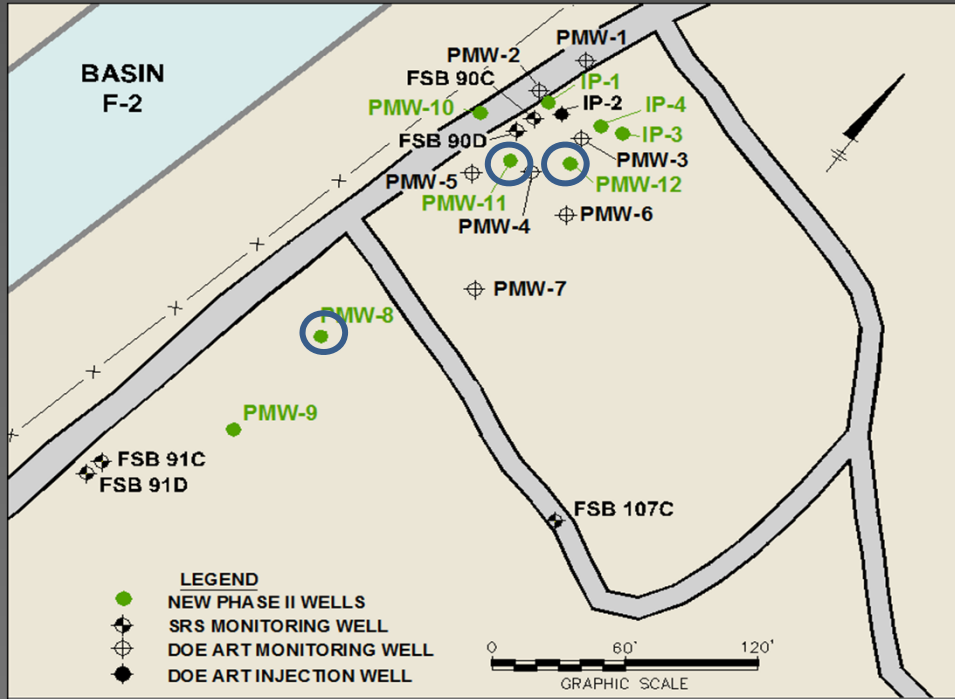 BASIN
F-2
PMW-1
PMW-2
FSB 90C
IP-1
PMW-10
IP-2
IP-4
FSB 90D
IP-3
PMW-3
PMW-5
PMW-12
PMW-11
PMW-4
PMW-6
PMW-7
PMW-8
PMW-9
FSB 91C
FSB 91D
FSB 107C
LEGEND
NEW PHASE II WELLS
SRS MONITORING WELL
DOE ART MONITORING WELL
DOE ART INJECTION WELL
0 60' 120'
GRAPHIC SCALE